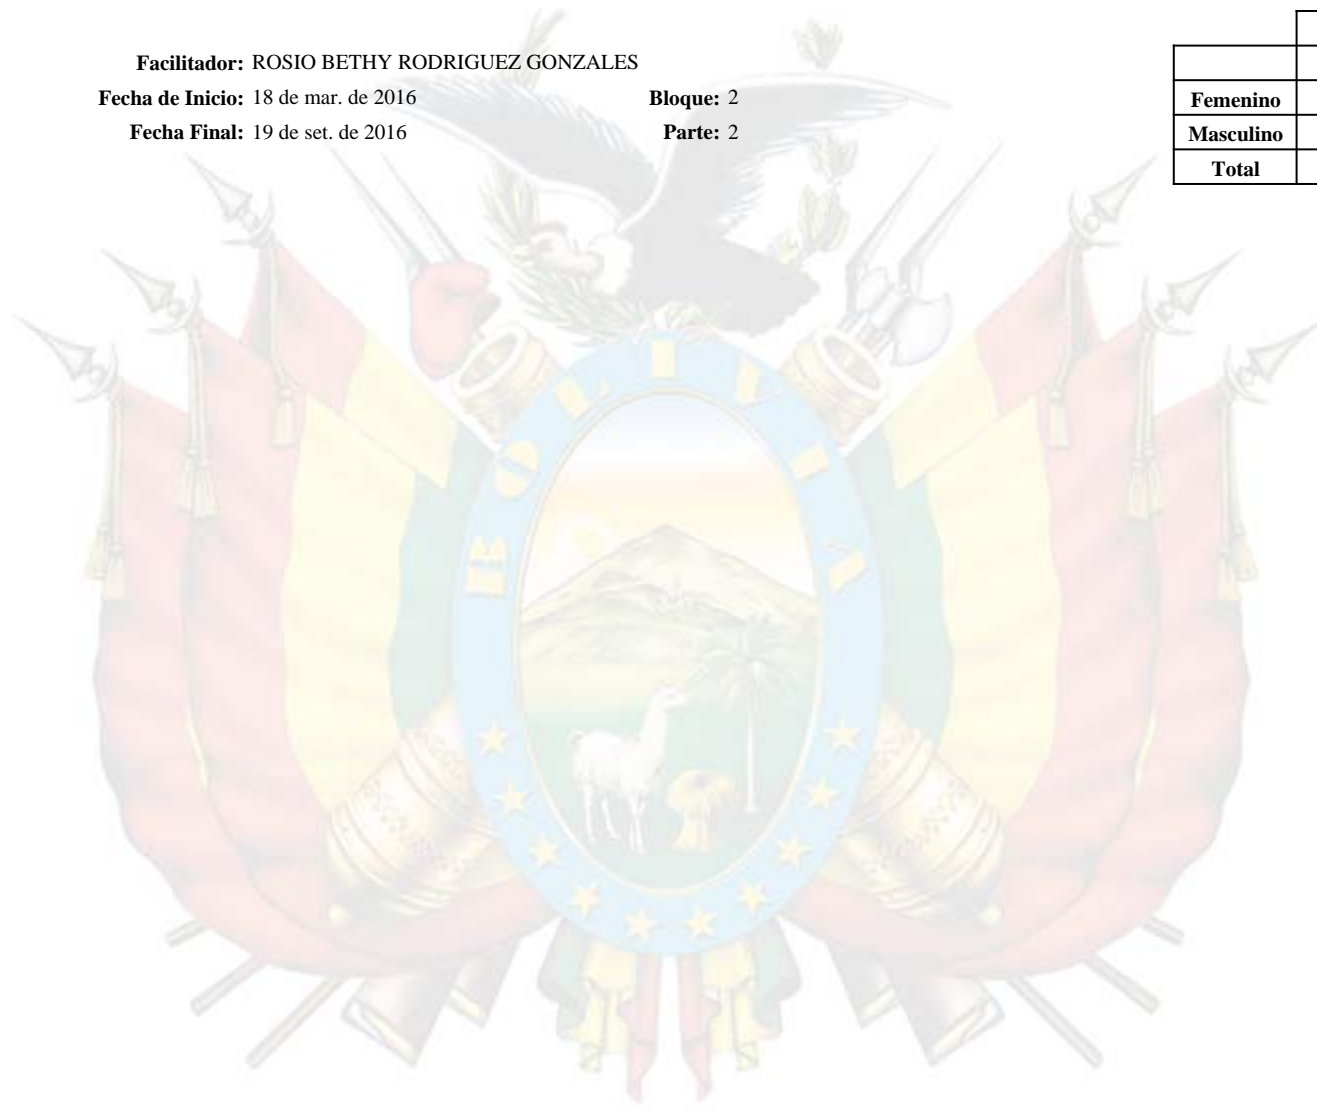 Facilitador: ROSIO BETHY RODRIGUEZ GONZALES
Fecha de Inicio: 18 de mar. de 2016 Bloque: 2
Fecha Final: 19 de set. de 2016 Parte: 2
Femenino
Masculino
Total
BOLIVIA